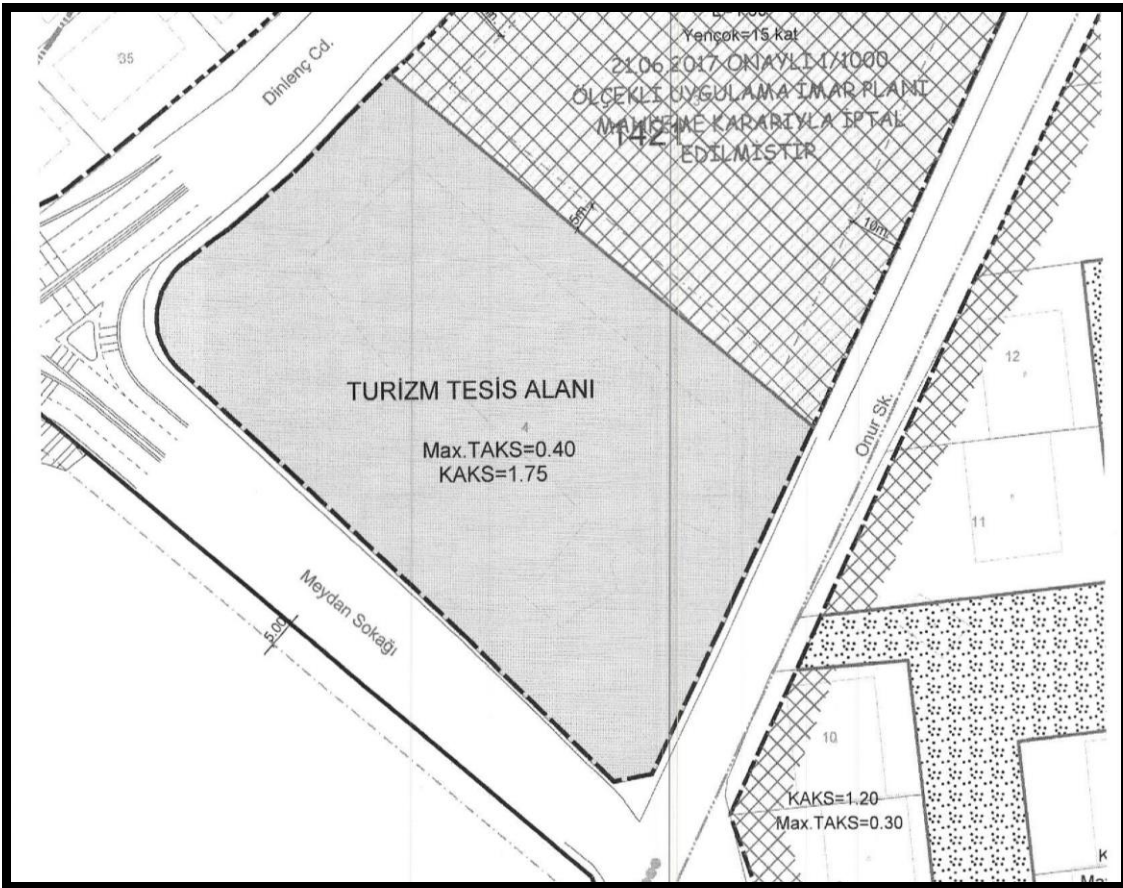 Yençok=15 kat
21.06.2017 ONAYLI 1/1000
ÖLÇEKLİ UYGULAMA İMAR PLANI
MAHKEME KARARIYLA İPTAL
1421
EDİLMİŞTİR
35
Dinlenç Cd.
5m
10m
12
TURİZM TESİS ALANI
4
Max.TAKS=0.40
KAKS=1.75
Onur Sk.
11
Meydan Sokağı
5.00
10
KAKS=1.20
Max.TAKS=0.30